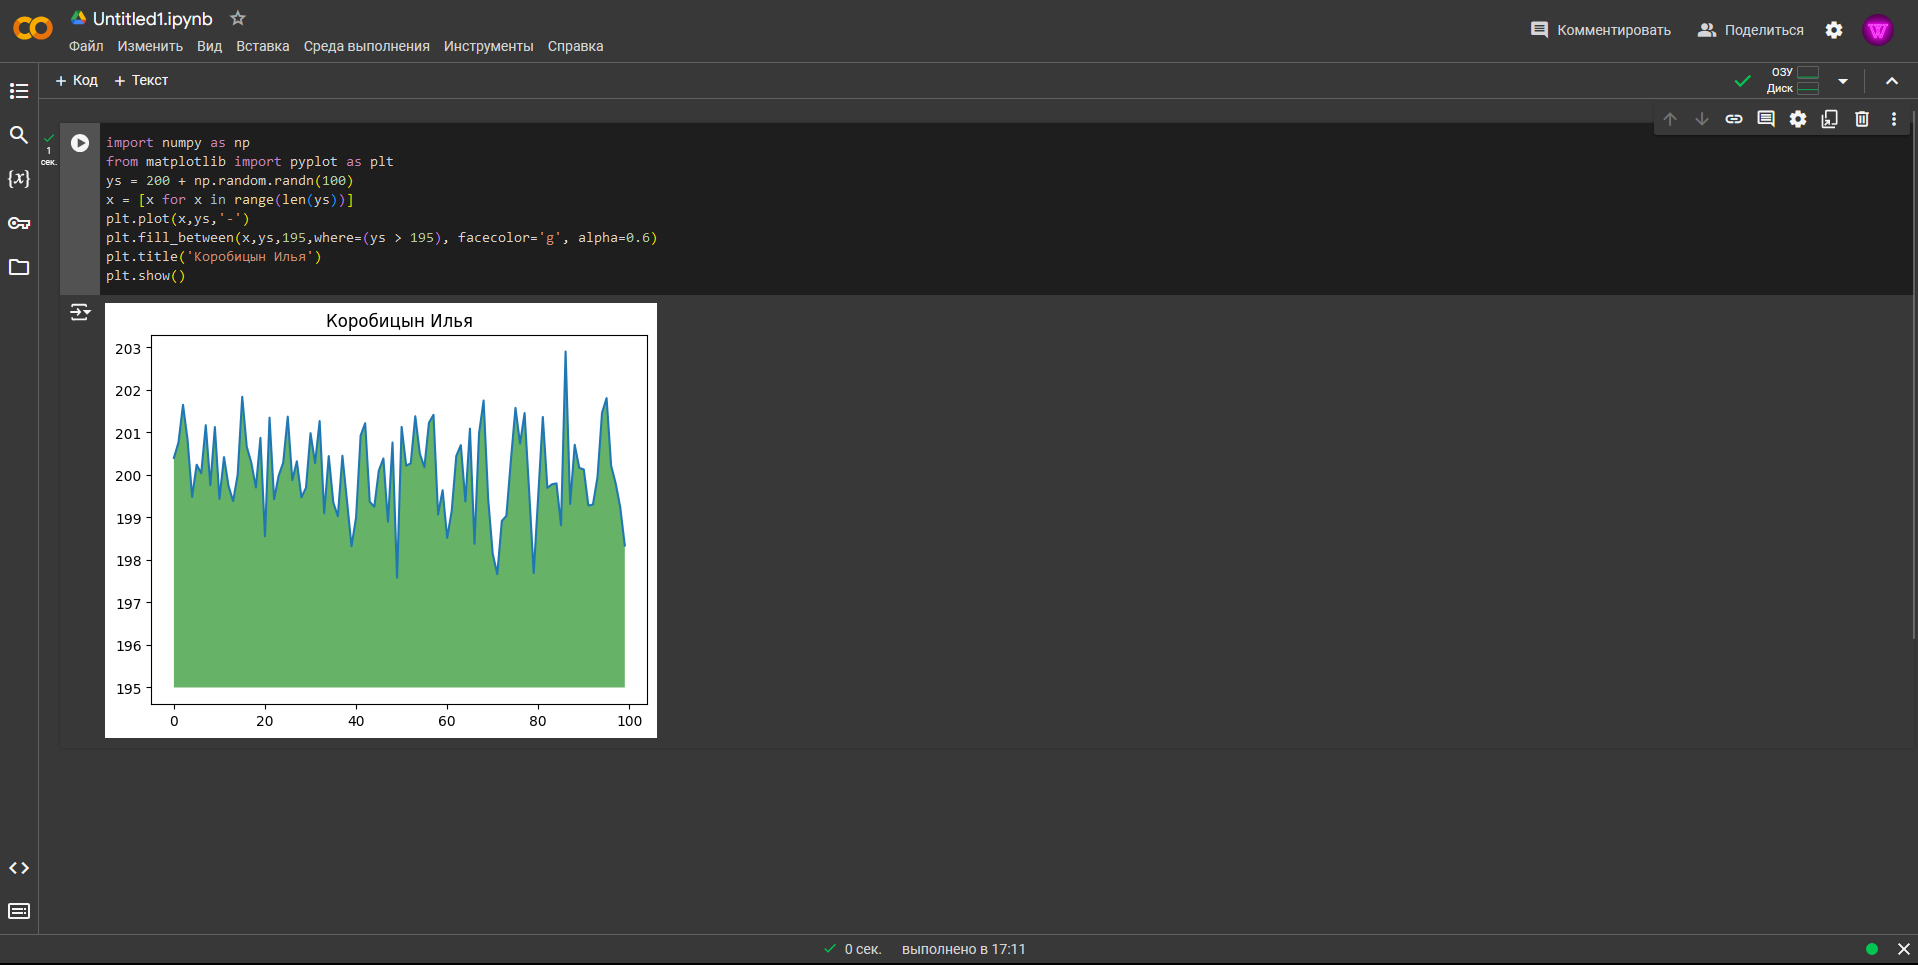 Untitled1.ipynb
Файл Изменить Вид Вставка Среда выполнения Инструменты Справка
Комментировать Поделиться
+ Код + Текст
ОЗУ
Диск
1
сек.
{x}
import numpy as np
from matplotlib import pyplot as plt
ys = 200 + np.random.randn(100)
x = [x for x in range(len(ys))]
plt.plot(x,ys,'-')
plt.fill_between(x,ys,195,where=(ys > 195), facecolor='g', alpha=0.6)
plt.title('Коробицын Илья')
plt.show()
Коробицын Илья
203
202
201
200
199
198
197
196
195
0 20 40 60 80 100
0 сек. выполнено в 17:11